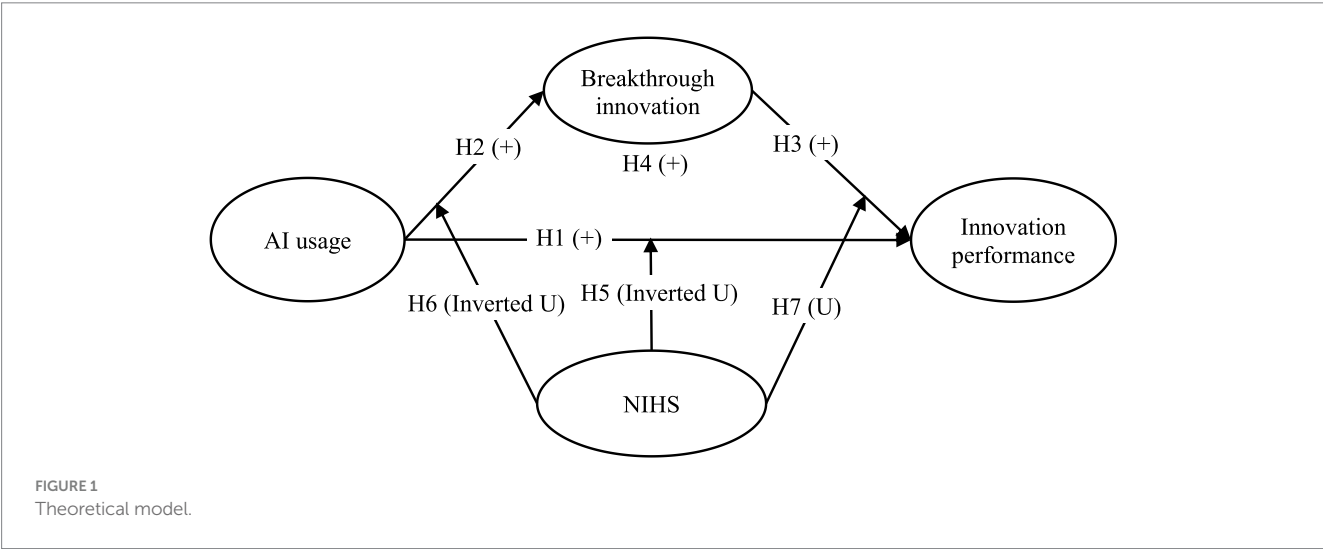 Breakthrough
innovation
H2 (+)
H3 (+)
H4 (+)
AI usage
H1 (+)
Innovation
performance
H6 (Inverted U)
H5 (Inverted U)
H7 (U)
NIHS
FIGURE 1
Theoretical model.